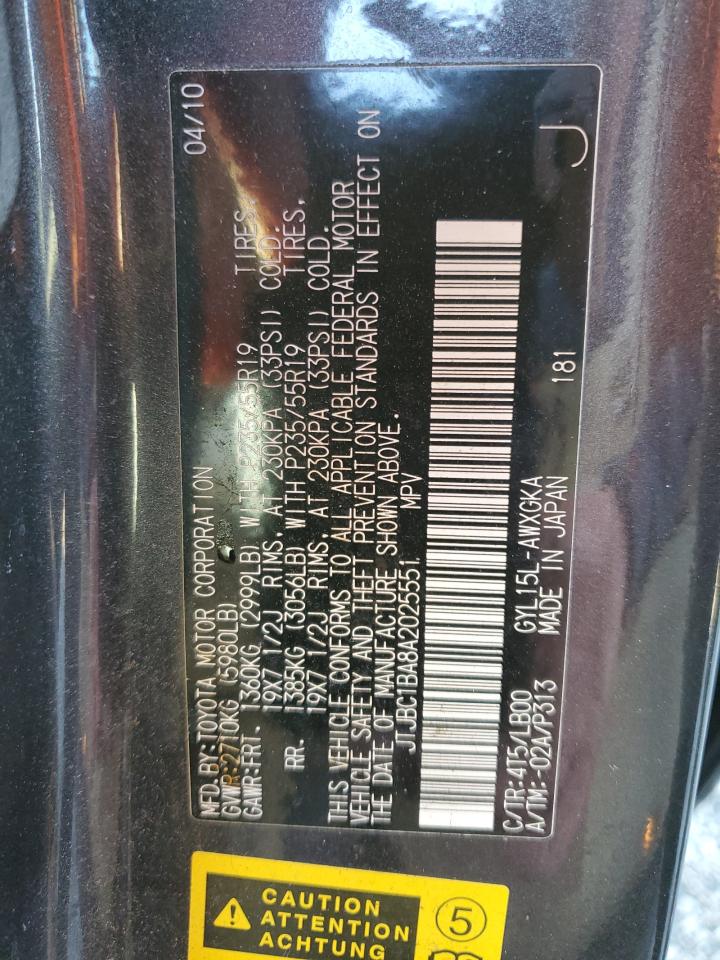 MFD. BY: TOYOTA MOTOR CORPORATION 04/10
GVWR: 2710KG (5980LB)
GAWR: FRT. 1360KG (2999LB) WITH P235/55R19 TIRES,
19X7 1/2J RIMS, AT 230KPA (33PSI) COLD.
RR. 1385KG (3056LB) WITH P235/55R19 TIRES,
19X7 1/2J RIMS, AT 230KPA (33PSI) COLD.
THIS VEHICLE CONFORMS TO ALL APPLICABLE FEDERAL MOTOR
VEHICLE SAFETY AND THEFT PREVENTION STANDARDS IN EFFECT ON
THE DATE OF MANUFACTURE SHOWN ABOVE.
JTJBC1BA8A2025551 MPV
C/TR: 415/LB00 GYL15L-AWXGKA 181
A/TM: -02A/P313 MADE IN JAPAN J
CAUTION
ATTENTION
ACHTUNG
5